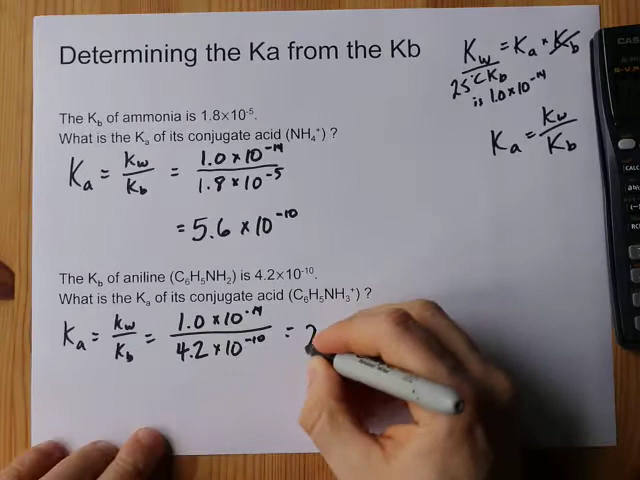 Determining the Ka from the Kb
Kw = Ka × Kb
Kb
25°C
is 1.0×10⁻¹⁴
Ka = Kw
Kb
The Kb of ammonia is 1.8×10⁻⁵.
What is the Ka of its conjugate acid (NH₄⁺) ?
Ka = Kw = 1.0×10⁻¹⁴
Kb 1.8×10⁻⁵
= 5.6×10⁻¹⁰
The Kb of aniline (C₆H₅NH₂) is 4.2×10⁻¹⁰.
What is the Ka of its conjugate acid (C₆H₅NH₃⁺) ?
Ka = Kw = 1.0×10⁻¹⁴ = 2
Kb 4.2×10⁻¹⁰